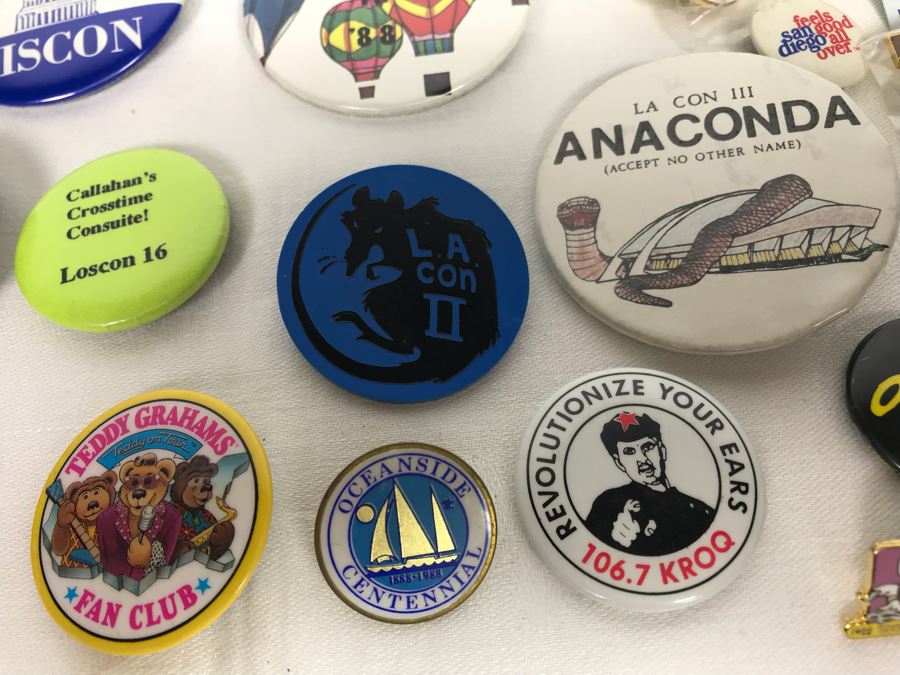 ISCON
'88
feels
san good
diego all
over
LA CON III
ANACONDA
(ACCEPT NO OTHER NAME)
Callahan's
Crosstime
Consuite!
Loscon 16
L.A.
con
II
TEDDY GRAHAMS
Teddy on Tour
FAN CLUB
OCEANSIDE
1888-1988
CENTENNIAL
REVOLUTIONIZE YOUR EARS
106.7 KROQ